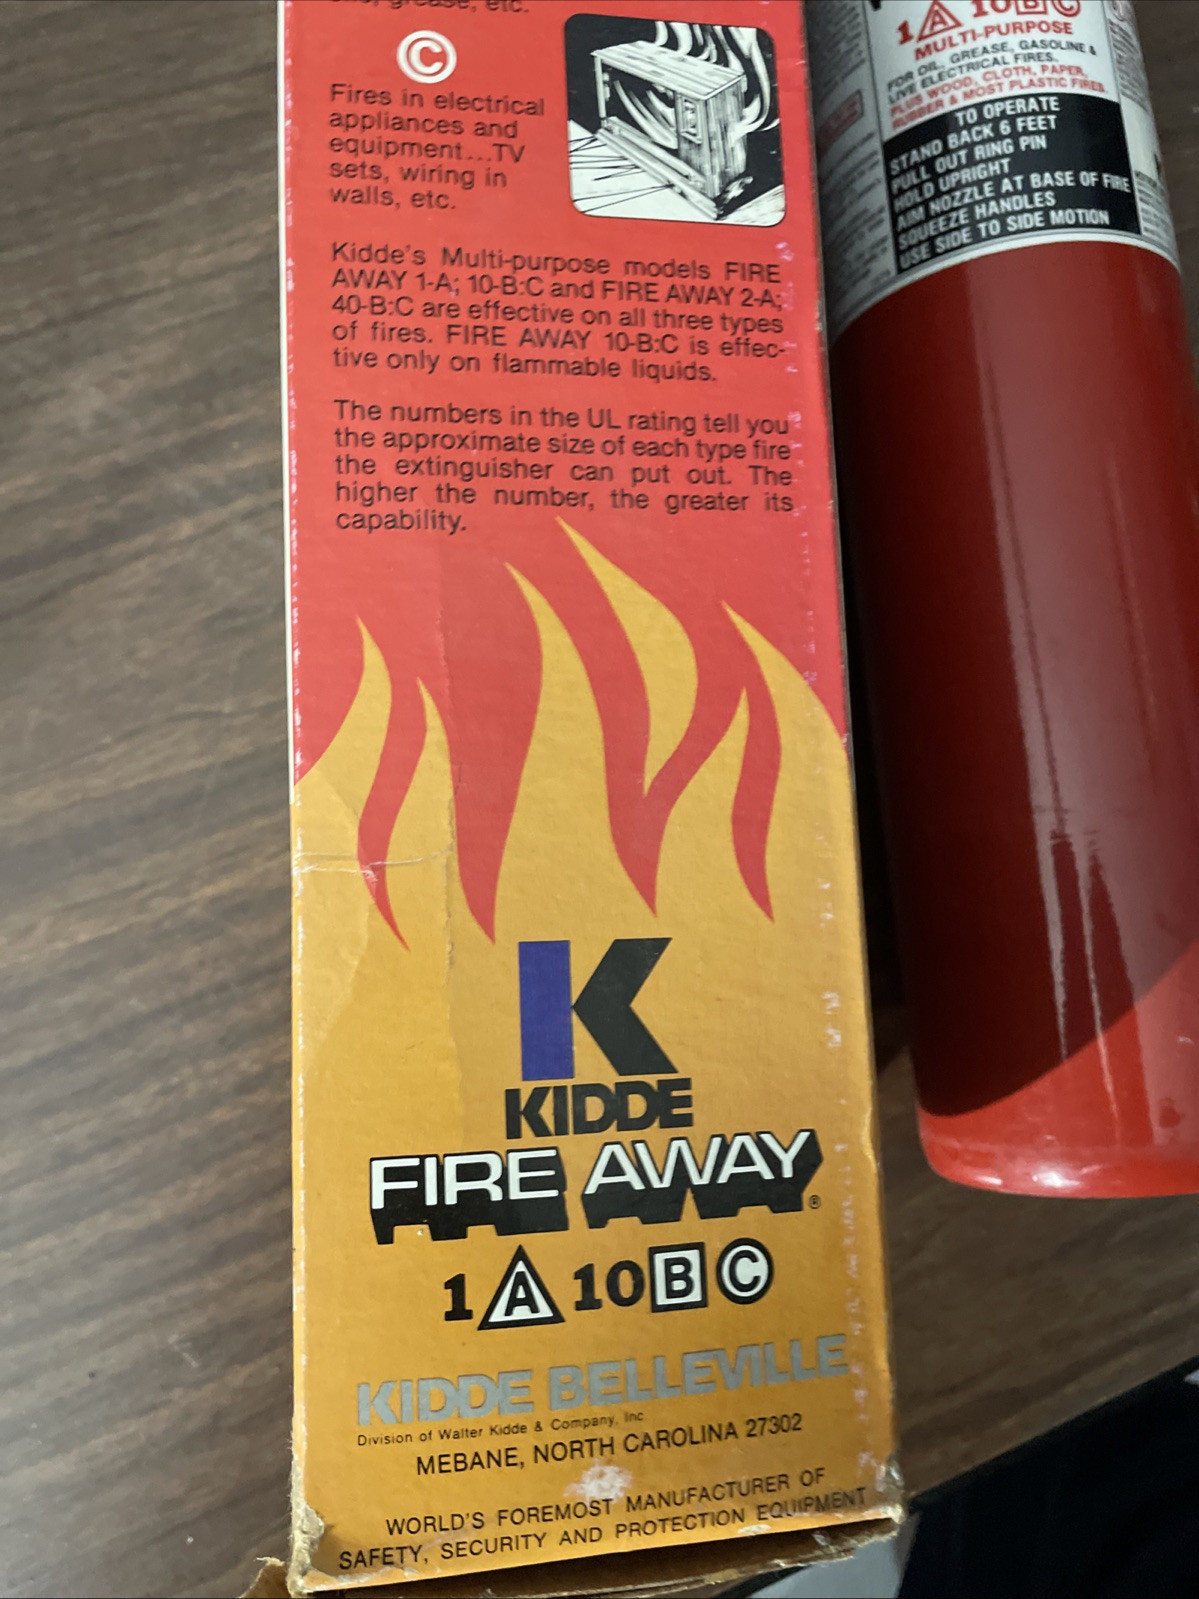 grease, etc.
C
Fires in electrical
appliances and
equipment...TV
sets, wiring in
walls, etc.
Kidde's Multi-purpose models FIRE
AWAY 1-A; 10-B:C and FIRE AWAY 2-A;
40-B:C are effective on all three types
of fires. FIRE AWAY 10-B:C is effec-
tive only on flammable liquids.
The numbers in the UL rating tell you
the approximate size of each type fire
the extinguisher can put out. The
higher the number, the greater its
capability.
K
KIDDE
FIRE AWAY®
1 A 10 B C
KIDDE BELLEVILLE
Division of Walter Kidde & Company, Inc
MEBANE, NORTH CAROLINA 27302
WORLD'S FOREMOST MANUFACTURER OF
SAFETY, SECURITY AND PROTECTION EQUIPMENT
1 A 10 B C
MULTI-PURPOSE
FOR OIL, GREASE, GASOLINE &
LIVE ELECTRICAL FIRES.
PLUS WOOD, CLOTH, PAPER,
RUBBER & MOST PLASTIC FIRES.
TO OPERATE
STAND BACK 6 FEET
PULL OUT RING PIN
HOLD UPRIGHT
AIM NOZZLE AT BASE OF FIRE
SQUEEZE HANDLES
USE SIDE TO SIDE MOTION